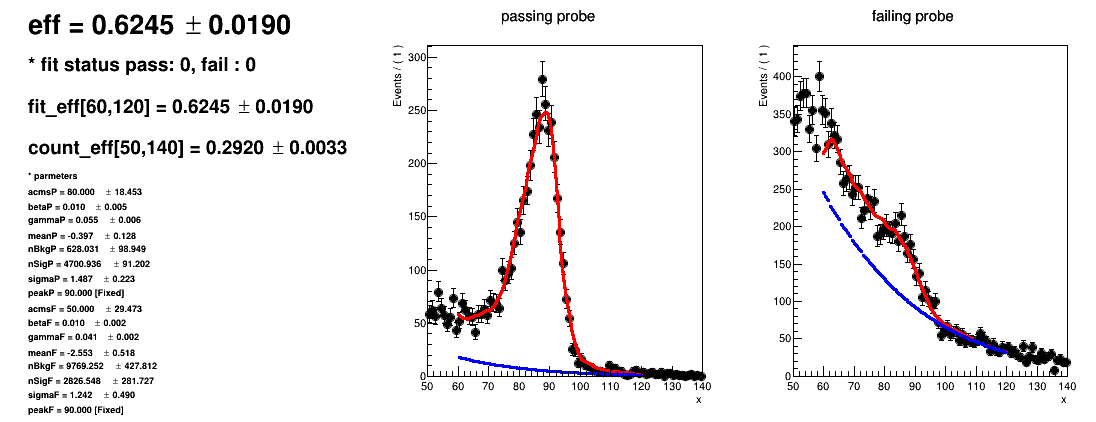 eff = 0.6245 ± 0.0190
* fit status pass: 0, fail : 0
fit_eff[60,120] = 0.6245 ± 0.0190
count_eff[50,140] = 0.2920 ± 0.0033
* parmeters
acmsP = 80.000 ± 18.453
betaP = 0.010 ± 0.005
gammaP = 0.055 ± 0.006
meanP = -0.397 ± 0.128
nBkgP = 628.031 ± 98.949
nSigP = 4700.936 ± 91.202
sigmaP = 1.487 ± 0.223
peakP = 90.000 [Fixed]
acmsF = 50.000 ± 29.473
betaF = 0.010 ± 0.002
gammaF = 0.041 ± 0.002
meanF = -2.553 ± 0.518
nBkgF = 9769.252 ± 427.812
nSigF = 2826.548 ± 281.727
sigmaF = 1.242 ± 0.490
peakF = 90.000 [Fixed]
passing probe
Events / ( 1 )
300
250
200
150
100
50
0
50 60 70 80 90 100 110 120 130 140
x
failing probe
Events / ( 1 )
400
350
300
250
200
150
100
50
0
50 60 70 80 90 100 110 120 130 140
x